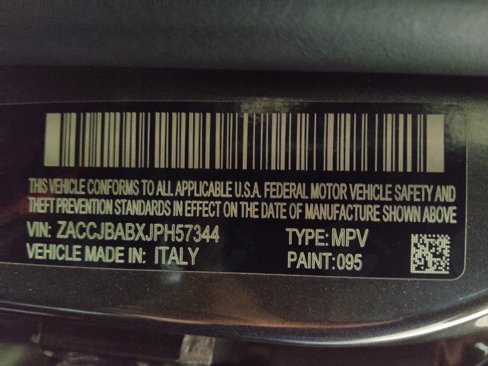 THIS VEHICLE CONFORMS TO ALL APPLICABLE U.S.A. FEDERAL MOTOR VEHICLE SAFETY AND
THEFT PREVENTION STANDARDS IN EFFECT ON THE DATE OF MANUFACTURE SHOWN ABOVE
VIN: ZACCJBABXJPH57344 TYPE: MPV
VEHICLE MADE IN: ITALY PAINT: 095